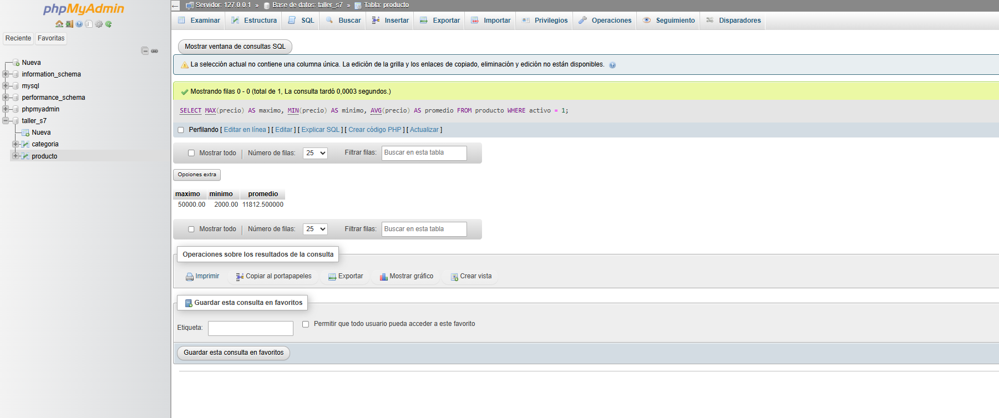 phpMyAdmin
Reciente Favoritas
Nueva
information_schema
mysql
performance_schema
phpmyadmin
taller_s7
Nueva
categoria
producto
← Servidor: 127.0.0.1 » Base de datos: taller_s7 » Tabla: producto
Examinar Estructura SQL Buscar Insertar Exportar Importar Privilegios Operaciones Seguimiento Disparadores
Mostrar ventana de consultas SQL
La selección actual no contiene una columna única. La edición de la grilla y los enlaces de copiado, eliminación y edición no están disponibles.
Mostrando filas 0 - 0 (total de 1, La consulta tardó 0,0003 segundos.)
SELECT MAX(precio) AS maximo, MIN(precio) AS minimo, AVG(precio) AS promedio FROM producto WHERE activo = 1;
Perfilando [ Editar en línea ] [ Editar ] [ Explicar SQL ] [ Crear código PHP ] [ Actualizar ]
Mostrar todo | Número de filas: 25 Filtrar filas: Buscar en esta tabla
Opciones extra
maximo minimo promedio
50000.00 2000.00 11812.500000
Mostrar todo | Número de filas: 25 Filtrar filas: Buscar en esta tabla
Operaciones sobre los resultados de la consulta
Imprimir Copiar al portapapeles Exportar Mostrar gráfico Crear vista
Guardar esta consulta en favoritos
Etiqueta: Permitir que todo usuario pueda acceder a este favorito
Guardar esta consulta en favoritos